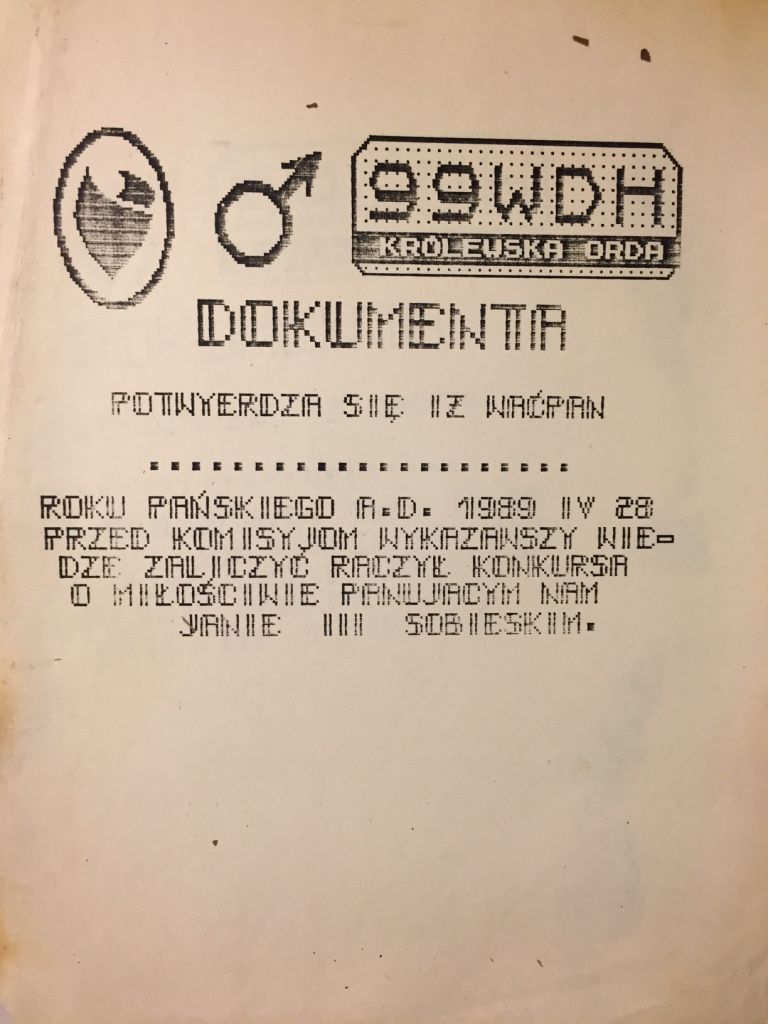 99WDH
KRÓLEWSKA ORDA
DOKUMENTA
POTWYERDZA SIĘ IZ WAĆPAN
.......................
ROKU PAŃSKIEGO A.D. 1989 IV 28
PRZED KOMISYJOM WYKAZAWSZY WIE-
DZE ZALICZYĆ RACZYŁ KONKURSA
O MIŁOŚCIWIE PANUJACYM NAM
JANIE III SOBIESKIM.